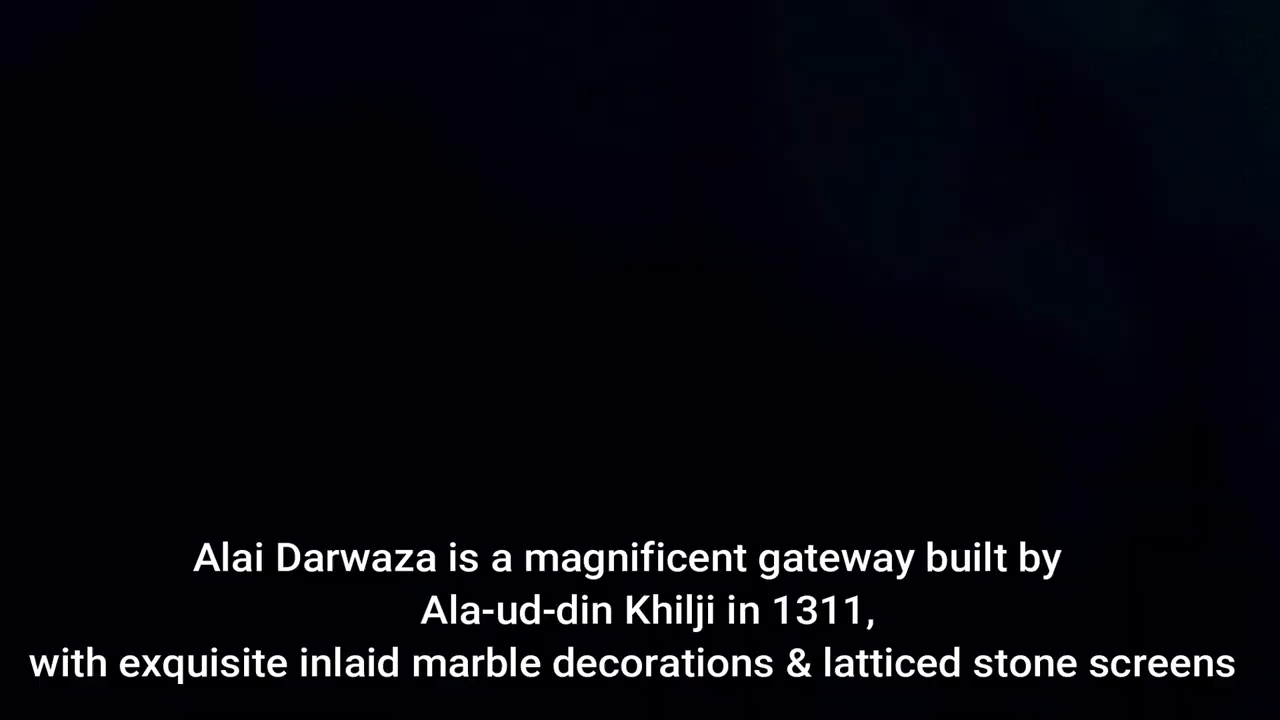 Alai Darwaza is a magnificent gateway built by
Ala-ud-din Khilji in 1311,
with exquisite inlaid marble decorations & latticed stone screens